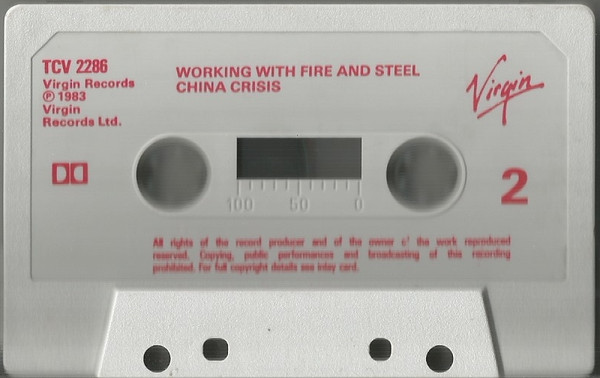 TCV 2286
Virgin Records
℗ 1983
Virgin
Records Ltd.
WORKING WITH FIRE AND STEEL
CHINA CRISIS
Virgin
2
100 50 0
All rights of the record producer and of the owner of the work reproduced
reserved. Copying, public performances and broadcasting of this recording
prohibited. For full copyright details see inlay card.